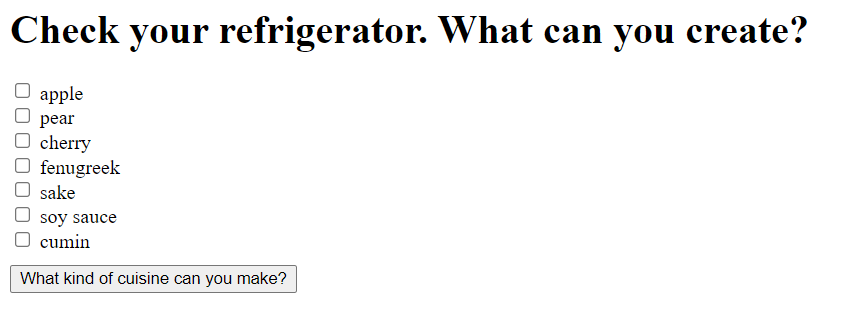 Check your refrigerator. What can you create?
apple
pear
cherry
fenugreek
sake
soy sauce
cumin
What kind of cuisine can you make?